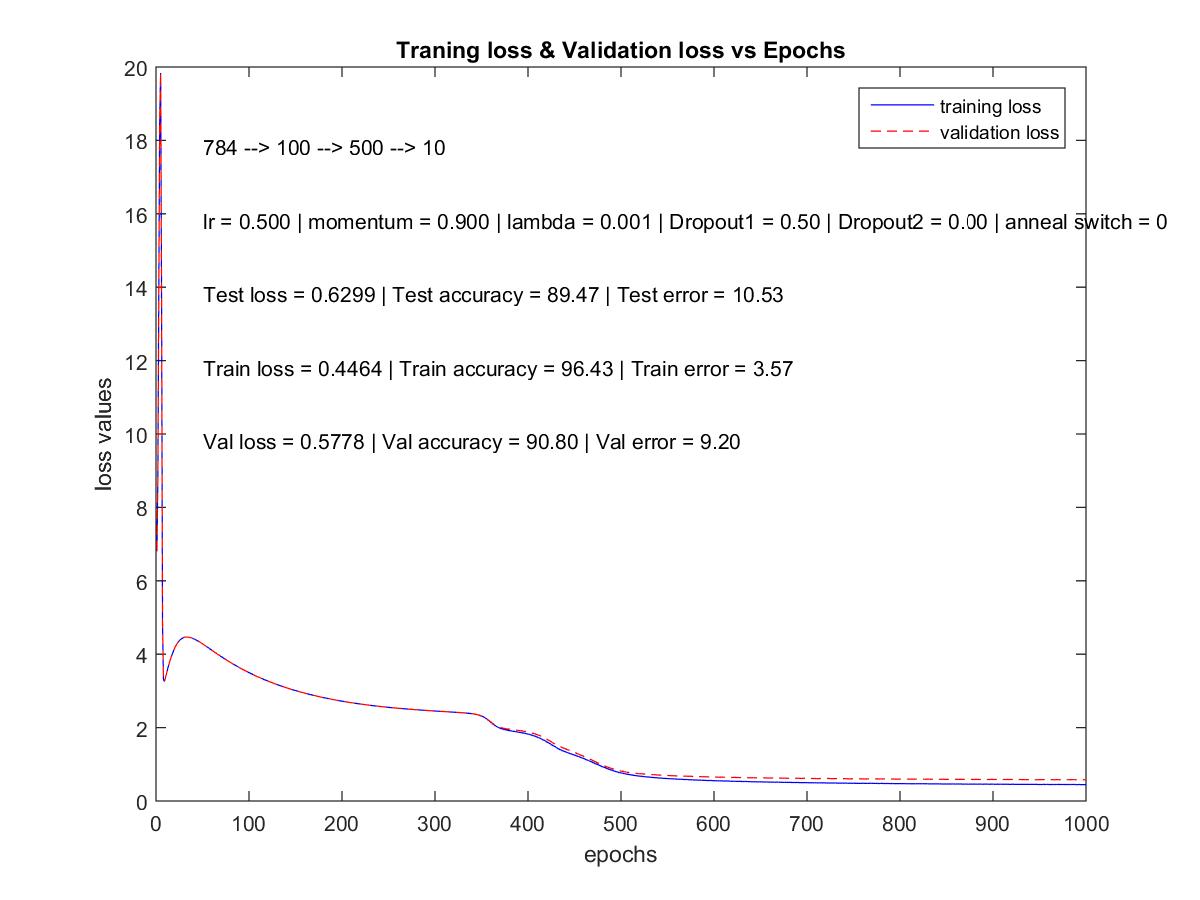 Traning loss & Validation loss vs Epochs
20
18
16
14
12
10
8
6
4
2
0
loss values
training loss
validation loss
784 --> 100 --> 500 --> 10
lr = 0.500 | momentum = 0.900 | lambda = 0.001 | Dropout1 = 0.50 | Dropout2 = 0.00 | anneal switch = 0
Test loss = 0.6299 | Test accuracy = 89.47 | Test error = 10.53
Train loss = 0.4464 | Train accuracy = 96.43 | Train error = 3.57
Val loss = 0.5778 | Val accuracy = 90.80 | Val error = 9.20
0 100 200 300 400 500 600 700 800 900 1000
epochs